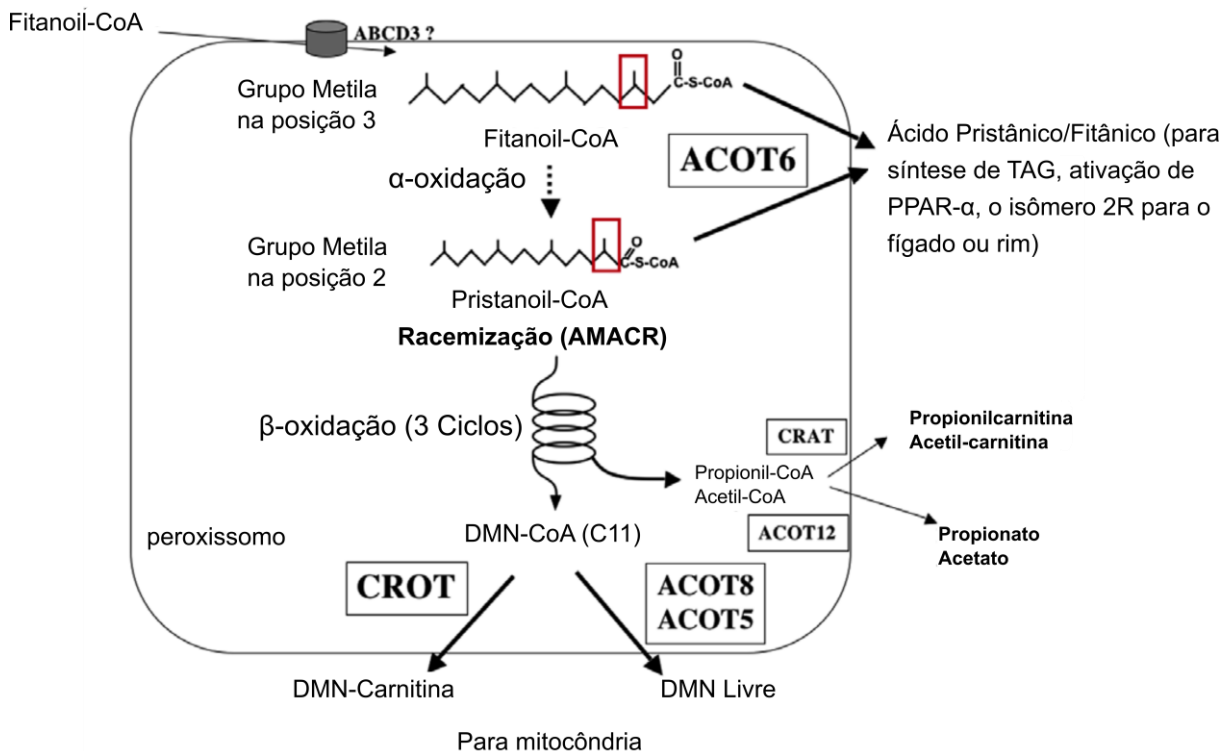 Fitanoil-CoA
ABCD3 ?
Grupo Metila
na posição 3
O
C-S-CoA
Fitanoil-CoA
ACOT6
Ácido Pristânico/Fitânico (para
síntese de TAG, ativação de
PPAR-α, o isômero 2R para o
fígado ou rim)
α-oxidação
Grupo Metila
na posição 2
O
C-S-CoA
Pristanoil-CoA
Racemização (AMACR)
β-oxidação (3 Ciclos)
CRAT
Propionilcarnitina
Acetil-carnitina
Propionil-CoA
Acetil-CoA
peroxissomo
DMN-CoA (C11)
ACOT12
Propionato
Acetato
CROT
ACOT8
ACOT5
DMN-Carnitina
DMN Livre
Para mitocôndria